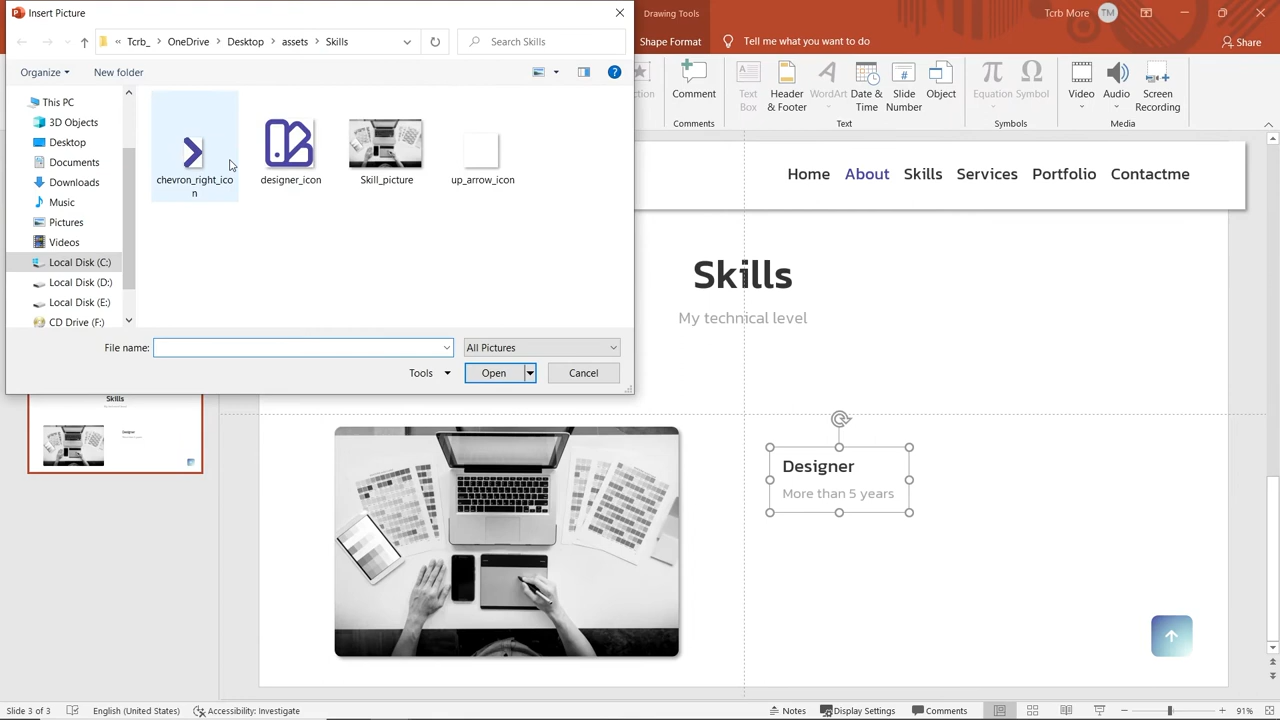 Insert Picture
Drawing Tools
Tcrb More
TM
Tcrb_
OneDrive
Desktop
assets
Skills
Search Skills
Shape Format
Tell me what you want to do
Share
Organize
New folder
Comment
Text Box
Header & Footer
WordArt
Date & Time
Slide Number
Object
Equation
Symbol
Video
Audio
Screen Recording
Comments
Text
Symbols
Media
This PC
3D Objects
Desktop
Documents
Downloads
Music
Pictures
Videos
Local Disk (C:)
Local Disk (D:)
Local Disk (E:)
CD Drive (F:)
chevron_right_ico
n
designer_icon
Skill_picture
up_arrow_icon
File name:
All Pictures
Tools
Open
Cancel
Home About Skills Services Portfolio Contactme
Skills
My technical level
Skills
Designer
Designer
More than 5 years
Slide 3 of 3
English (United States)
Accessibility: Investigate
Notes
Display Settings
Comments
91%